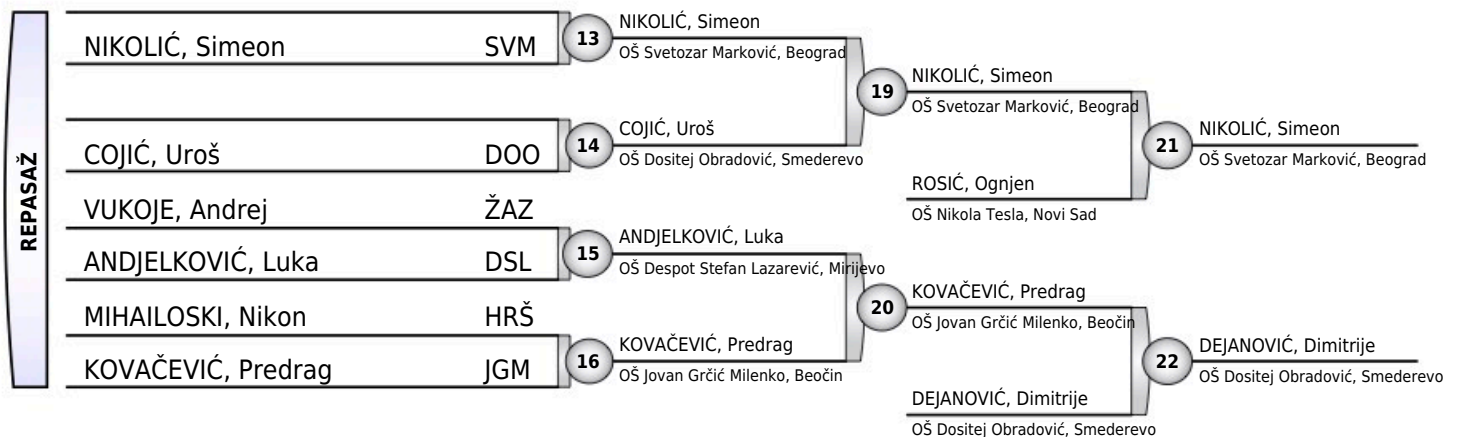 REPASAŽ
NIKOLIĆ, Simeon SVM
COJIĆ, Uroš DOO
VUKOJE, Andrej ŽAZ
ANDJELKOVIĆ, Luka DSL
MIHAILOSKI, Nikon HRŠ
KOVAČEVIĆ, Predrag JGM
13
NIKOLIĆ, Simeon
OŠ Svetozar Marković, Beograd
14
COJIĆ, Uroš
OŠ Dositej Obradović, Smederevo
15
ANDJELKOVIĆ, Luka
OŠ Despot Stefan Lazarević, Mirijevo
16
KOVAČEVIĆ, Predrag
OŠ Jovan Grčić Milenko, Beočin
19
NIKOLIĆ, Simeon
OŠ Svetozar Marković, Beograd
ROSIĆ, Ognjen
OŠ Nikola Tesla, Novi Sad
20
KOVAČEVIĆ, Predrag
OŠ Jovan Grčić Milenko, Beočin
DEJANOVIĆ, Dimitrije
OŠ Dositej Obradović, Smederevo
21
NIKOLIĆ, Simeon
OŠ Svetozar Marković, Beograd
22
DEJANOVIĆ, Dimitrije
OŠ Dositej Obradović, Smederevo